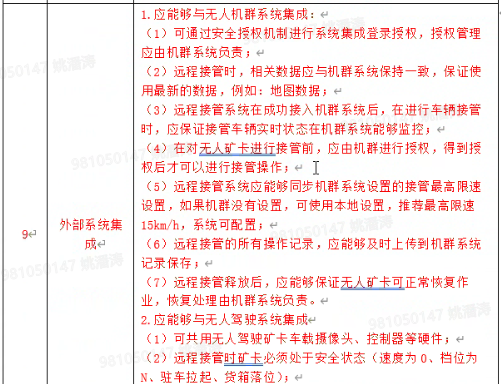 1.应能够与无人机群系统集成：
（1）可通过安全授权机制进行系统集成登录授权，授权管理
应由机群系统负责；
（2）远程接管时，相关数据应与机群系统保持一致，保证使
用最新的数据，例如：地图数据；
（3）远程接管系统在成功接入机群系统后，在进行车辆接管
时，应保证接管车辆实时状态在机群系统能够监控；
（4）在对无人矿卡进行接管前，应由机群进行授权，得到授
权后才可以进行接管操作；
（5）远程接管系统应能够同步机群系统设置的接管最高限速
设置，如果机群没有设置，可使用本地设置，推荐最高限速
15km/h，系统可配置；
9
外部系统集
成
（6）远程接管的所有操作记录，应能够及时上传到机群系统
记录保存；
（7）远程接管释放后，应能够保证无人矿卡可正常恢复作
业，恢复处理由机群系统负责。
2.应能够与无人驾驶系统集成
（1）可共用无人驾驶矿卡车载摄像头、控制器等硬件；
（2）远程接管时矿卡必须处于安全状态（速度为 0、档位为
N、驻车拉起、货箱落位）；
981050147 姚潘涛